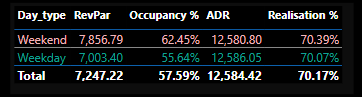 Day_type RevPar Occupancy % ADR Realisation %
Weekend 7,856.79 62.45% 12,580.80 70.39%
Weekday 7,003.40 55.64% 12,586.05 70.07%
Total 7,247.22 57.59% 12,584.42 70.17%